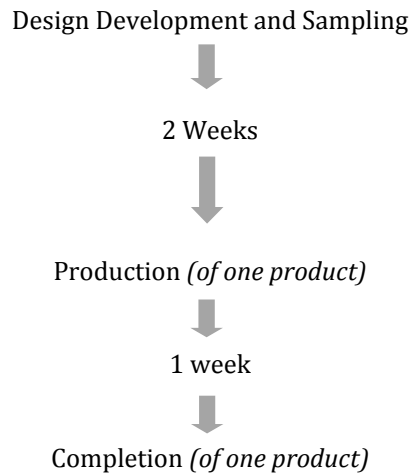 Design Development and Sampling
2 Weeks
Production (of one product)
1 week
Completion (of one product)